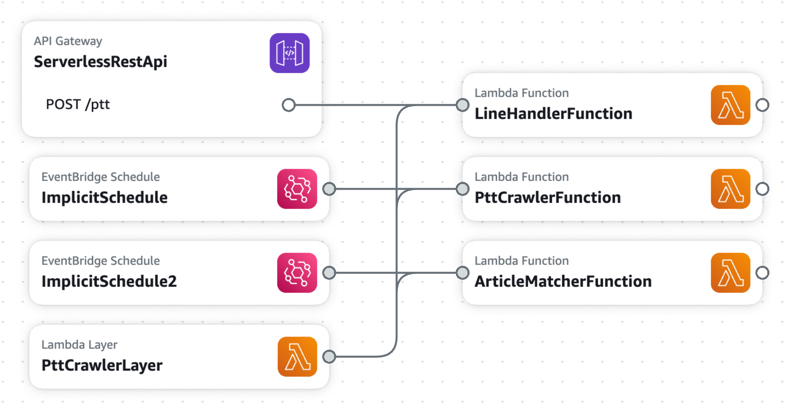 API Gateway
ServerlessRestApi
POST /ptt
EventBridge Schedule
ImplicitSchedule
EventBridge Schedule
ImplicitSchedule2
Lambda Layer
PttCrawlerLayer
Lambda Function
LineHandlerFunction
Lambda Function
PttCrawlerFunction
Lambda Function
ArticleMatcherFunction